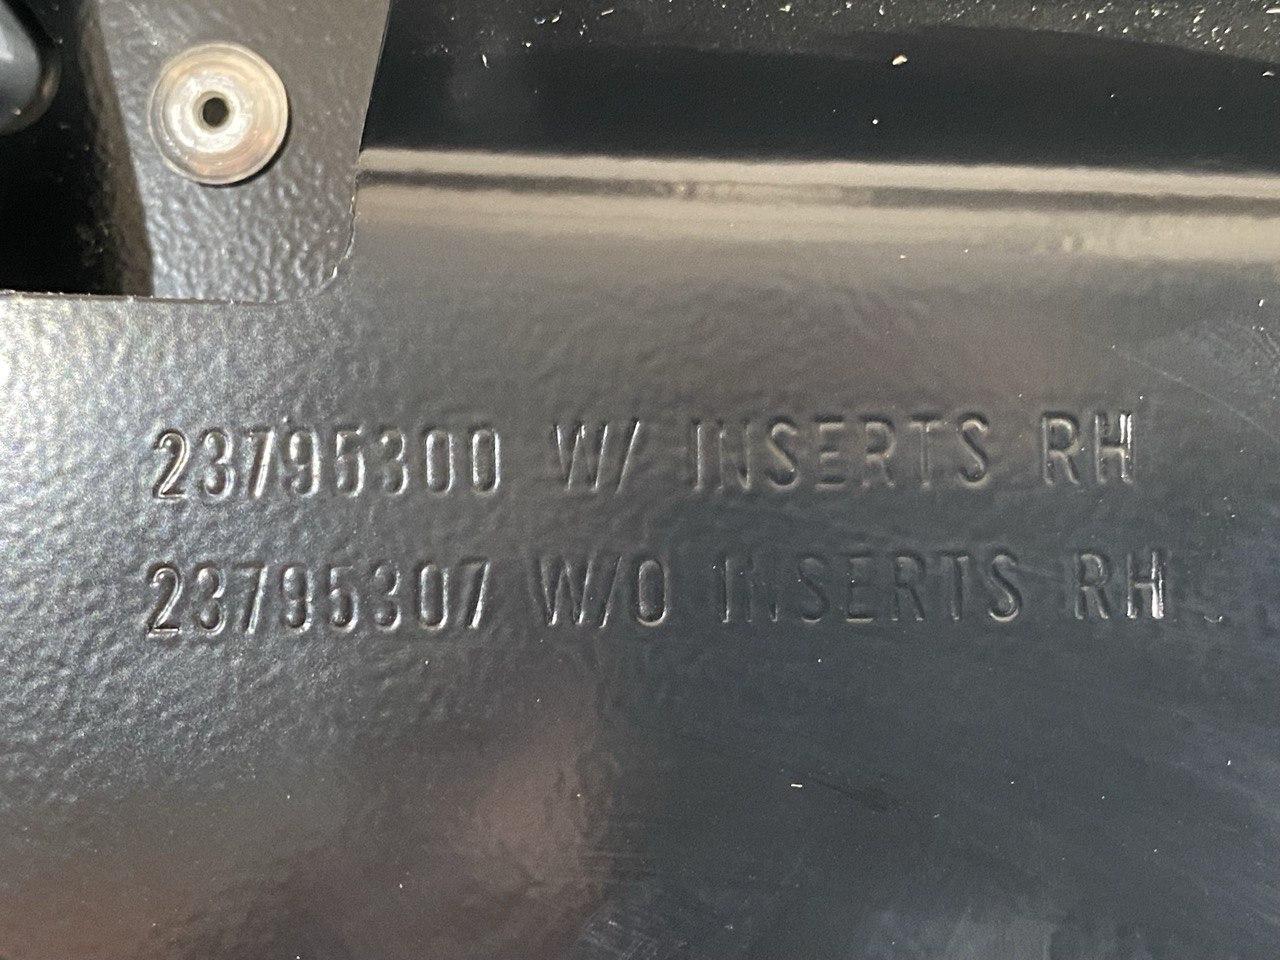 23795300 W/ INSERTS RH
23795307 W/O INSERTS RH